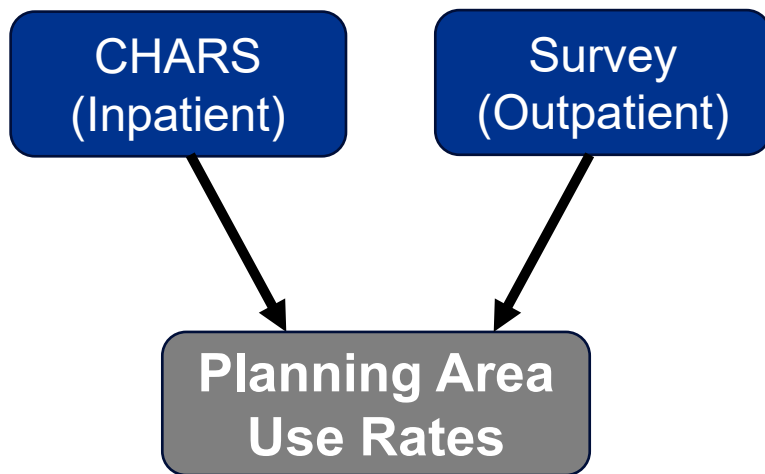 CHARS
(Inpatient)
Survey
(Outpatient)
Planning Area
Use Rates